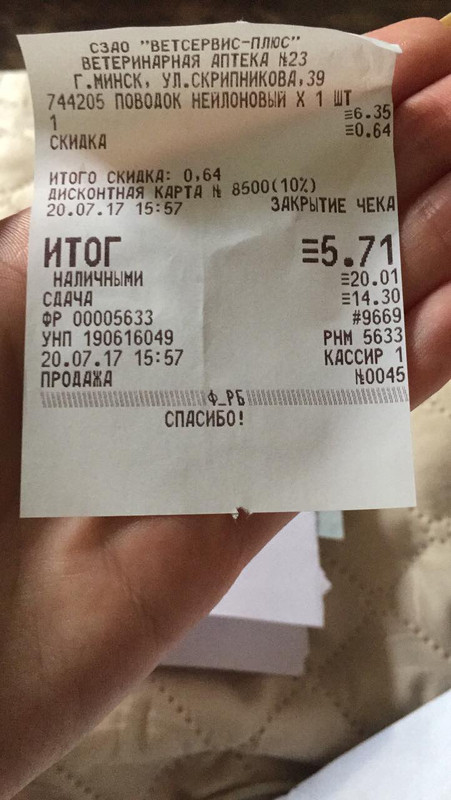 СЗАО "ВЕТСЕРВИС-ПЛЮС"
ВЕТЕРИНАРНАЯ АПТЕКА №23
Г.МИНСК, УЛ.СКРИПНИКОВА,39
744205 ПОВОДОК НЕЙЛОНОВЫЙ Х 1 ШТ
1 ≡6.35
СКИДКА ≡0.64
ИТОГО СКИДКА: 0,64
ДИСКОНТНАЯ КАРТА № 8500(10%)
20.07.17 15:57 ЗАКРЫТИЕ ЧЕКА
ИТОГ ≡5.71
НАЛИЧНЫМИ ≡20.01
СДАЧА ≡14.30
ФР 00005633 #9669
УНП 190616049 РНМ 5633
20.07.17 15:57 КАССИР 1
ПРОДАЖА №0045
Ф_РБ
СПАСИБО!